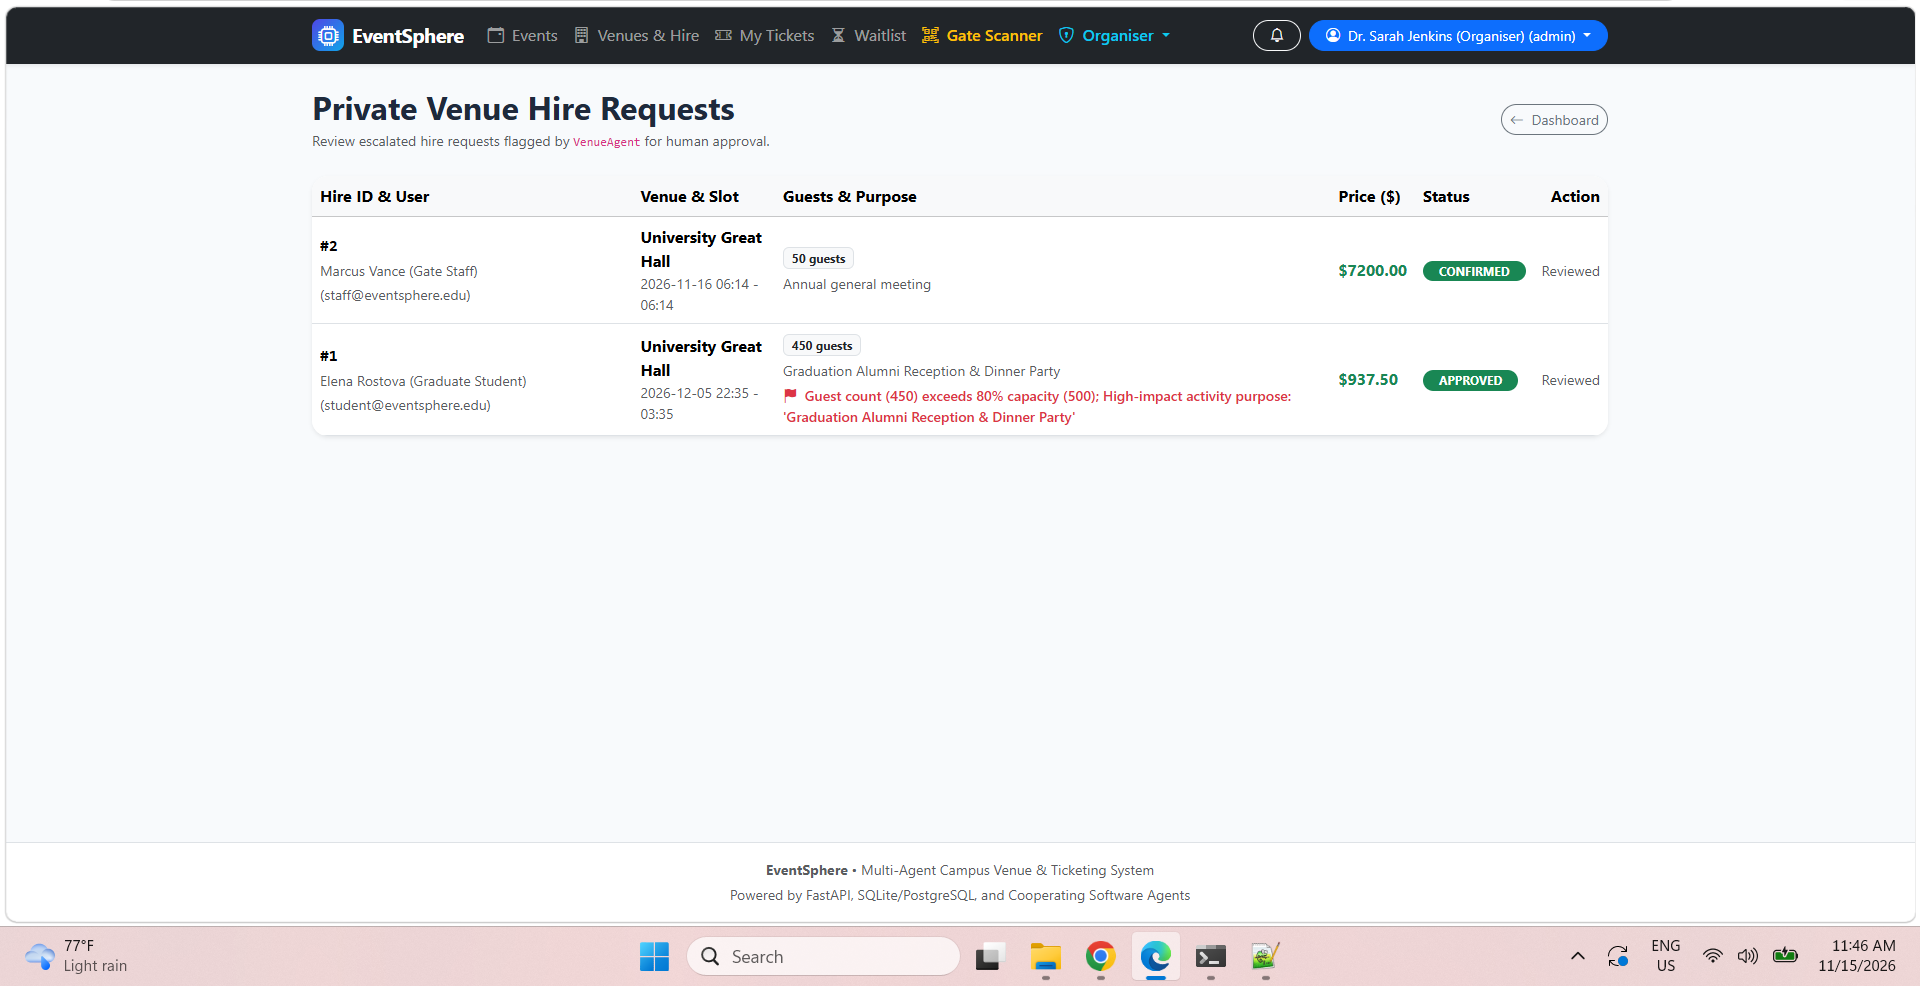 EventSphere Events Venues & Hire My Tickets Waitlist Gate Scanner Organiser Dr. Sarah Jenkins (Organiser) (admin)
Private Venue Hire Requests
Dashboard
Review escalated hire requests flagged by VenueAgent for human approval.
Hire ID & User Venue & Slot Guests & Purpose Price ($) Status Action
#2
Marcus Vance (Gate Staff)
(staff@eventsphere.edu)
University Great
Hall
2026-11-16 06:14 -
06:14
50 guests
Annual general meeting
$7200.00
CONFIRMED
Reviewed
#1
Elena Rostova (Graduate Student)
(student@eventsphere.edu)
University Great
Hall
2026-12-05 22:35 -
03:35
450 guests
Graduation Alumni Reception & Dinner Party
Guest count (450) exceeds 80% capacity (500); High-impact activity purpose:
'Graduation Alumni Reception & Dinner Party'
$937.50
APPROVED
Reviewed
EventSphere • Multi-Agent Campus Venue & Ticketing System
Powered by FastAPI, SQLite/PostgreSQL, and Cooperating Software Agents
77°F
Light rain
Search
ENG
US
11:46 AM
11/15/2026